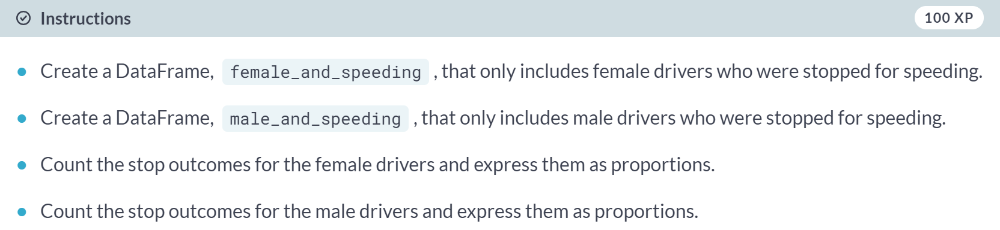 Instructions
100 XP
Create a DataFrame, female_and_speeding , that only includes female drivers who were stopped for speeding.
Create a DataFrame, male_and_speeding , that only includes male drivers who were stopped for speeding.
Count the stop outcomes for the female drivers and express them as proportions.
Count the stop outcomes for the male drivers and express them as proportions.